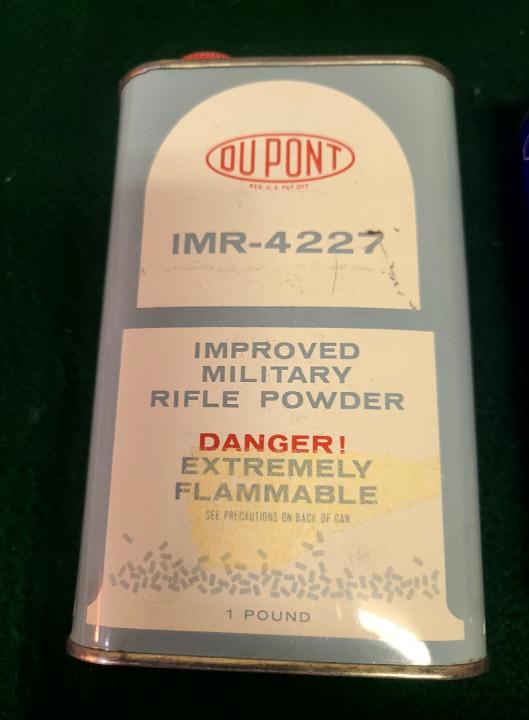 DU PONT
REG. U.S. PAT. OFF.
IMR-4227
IMPROVED
MILITARY
RIFLE POWDER
DANGER!
EXTREMELY
FLAMMABLE
SEE PRECAUTIONS ON BACK OF CAN
1 POUND